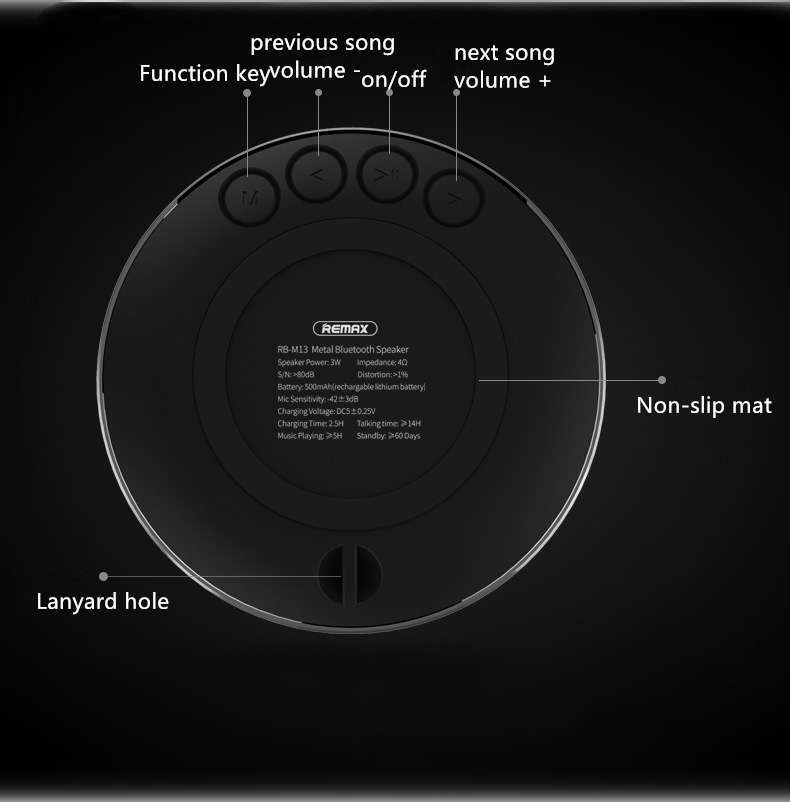 previous song
volume -
Function key
on/off
next song
volume +
M
<
>II
>
REMAX
RB-M13 Metal Bluetooth Speaker
Speaker Power: 3W Impedance: 4Ω
S/N: >80dB Distortion: >1%
Battery: 500mAh(rechargable lithium battery)
Mic Sensitivity: -42±3dB
Charging Voltage: DC5±0.25V
Charging Time: 2.5H Talking time: ⩾14H
Music Playing: ⩾5H Standby: ⩾60 Days
Non-slip mat
Lanyard hole